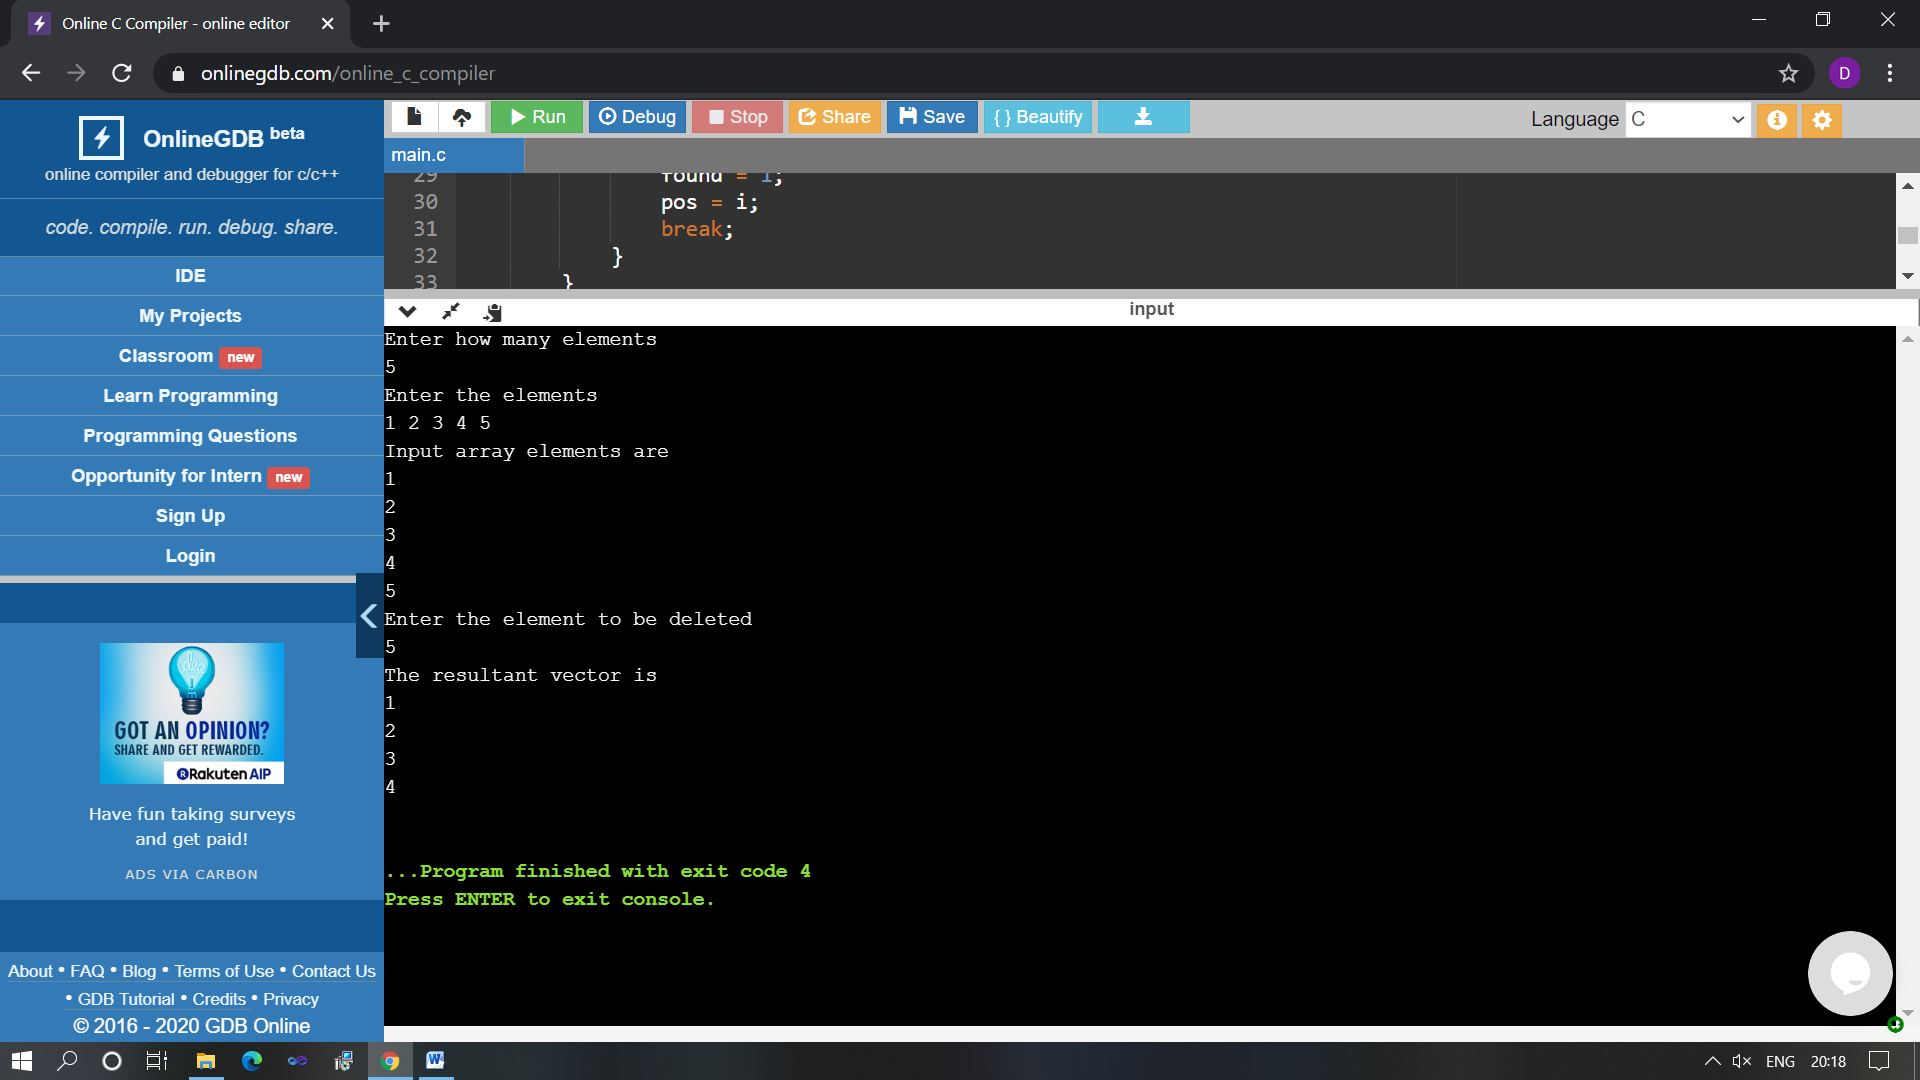 Online C Compiler - online editor
onlinegdb.com/online_c_compiler
D
OnlineGDB beta
online compiler and debugger for c/c++
code. compile. run. debug. share.
IDE
My Projects
Classroom new
Learn Programming
Programming Questions
Opportunity for Intern new
Sign Up
Login
idea
GOT AN OPINION?
SHARE AND GET REWARDED.
Rakuten AIP
Have fun taking surveys
and get paid!
ADS VIA CARBON
About • FAQ • Blog • Terms of Use • Contact Us
• GDB Tutorial • Credits • Privacy
© 2016 - 2020 GDB Online
Run Debug Stop Share Save { } Beautify
Language C
main.c
29 found = 1;
30 pos = i;
31 break;
32 }
33 }
input
Enter how many elements
5
Enter the elements
1 2 3 4 5
Input array elements are
1
2
3
4
5
Enter the element to be deleted
5
The resultant vector is
1
2
3
4
...Program finished with exit code 4
Press ENTER to exit console.
ENG 20:18